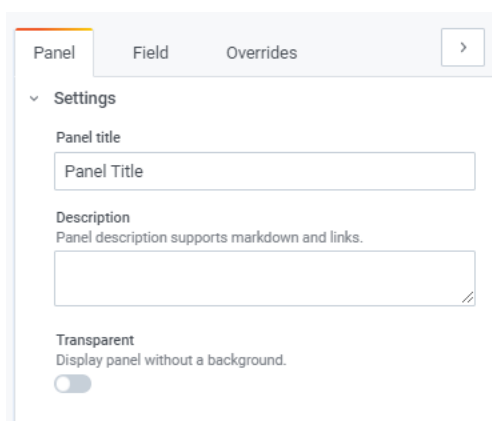 Panel Field Overrides
Settings
Panel title
Panel Title
Description
Panel description supports markdown and links.
Transparent
Display panel without a background.